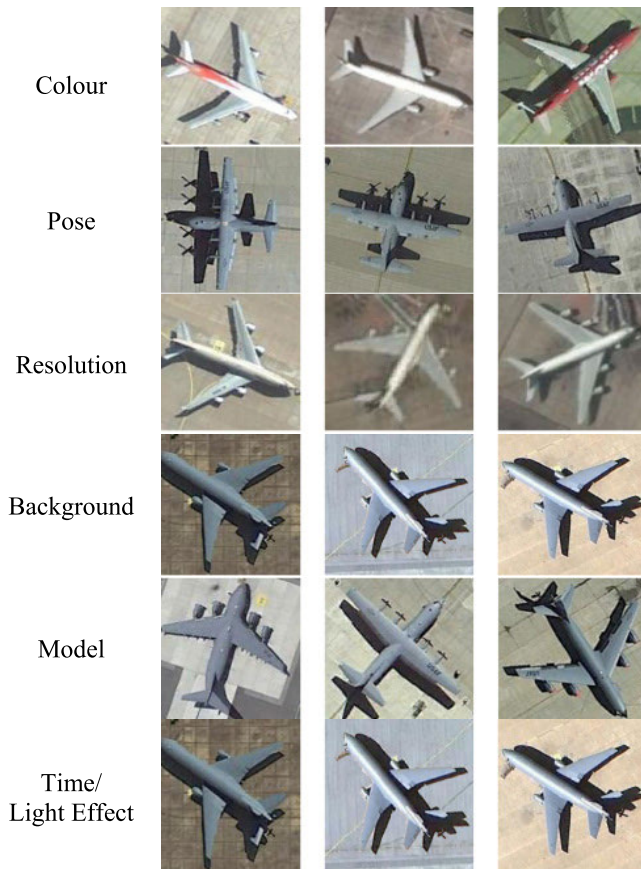 Colour
Pose
Resolution
Background
Model
Time/
Light Effect